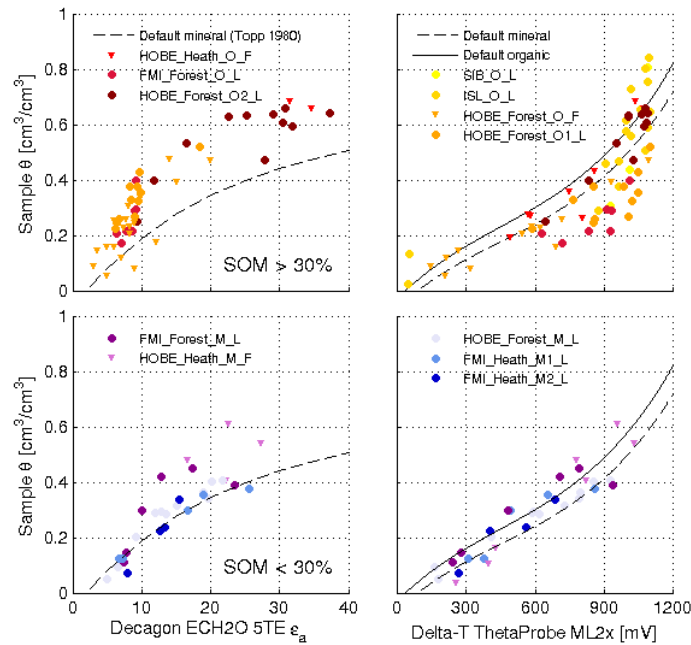 1
0.8
0.6
0.4
0.2
0
Sample θ [cm³/cm³]
Default mineral (Topp 1980)
HOBE_Heath_O_F
FMI_Forest_O_L
HOBE_Forest_O2_L
SOM > 30%
Default mineral
Default organic
SIB_O_L
ISL_O_L
HOBE_Forest_O_F
HOBE_Forest_O1_L
1
0.8
0.6
0.4
0.2
0
Sample θ [cm³/cm³]
FMI_Forest_M_L
HOBE_Heath_M_F
SOM < 30%
0 10 20 30 40
Decagon ECH2O 5TE εa
HOBE_Forest_M_L
FMI_Heath_M1_L
FMI_Heath_M2_L
0 300 600 900 1200
Delta-T ThetaProbe ML2x [mV]